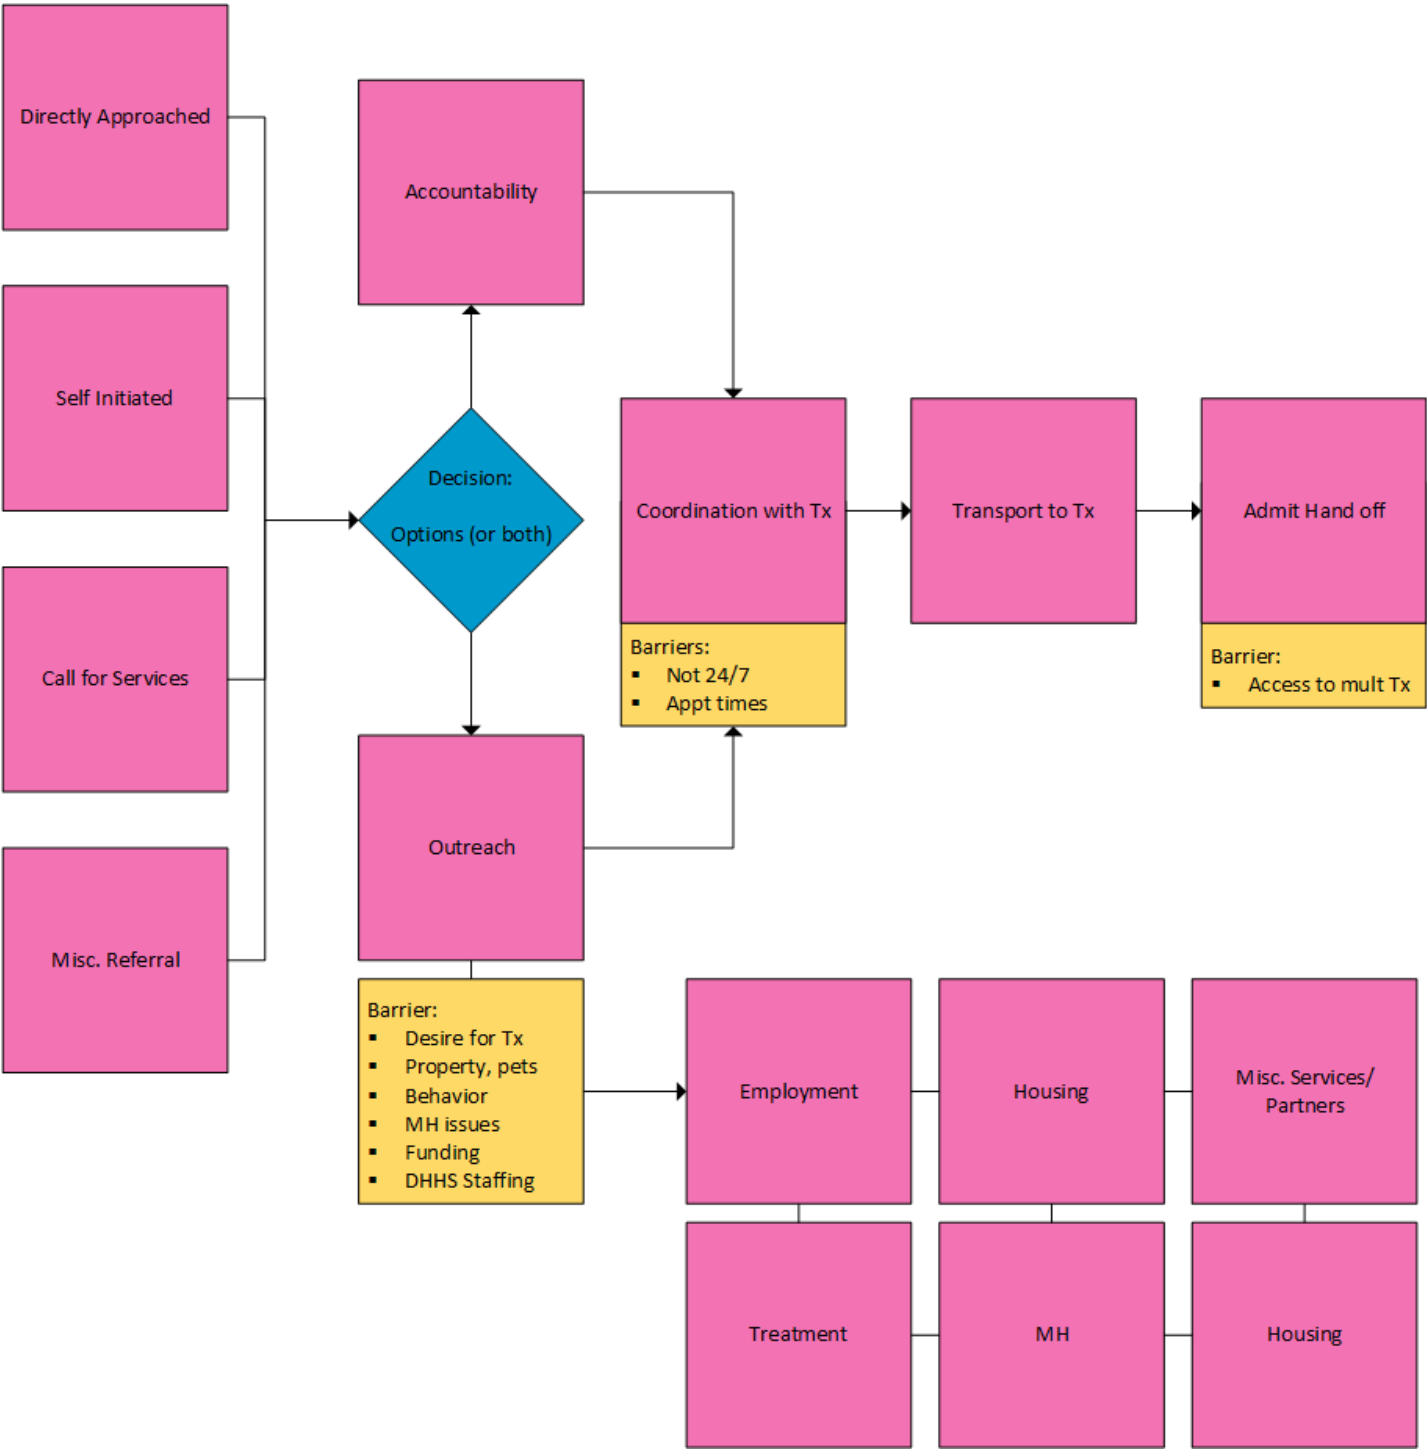 Directly Approached
Accountability
Self Initiated
Decision:
Options (or both)
Coordination with Tx
Transport to Tx
Admit Hand off
Barriers:
▪ Not 24/7
▪ Appt times
Barrier:
▪ Access to mult Tx
Call for Services
Outreach
Misc. Referral
Barrier:
▪ Desire for Tx
▪ Property, pets
▪ Behavior
▪ MH issues
▪ Funding
▪ DHHS Staffing
Employment
Housing
Misc. Services/
Partners
Treatment
MH
Housing